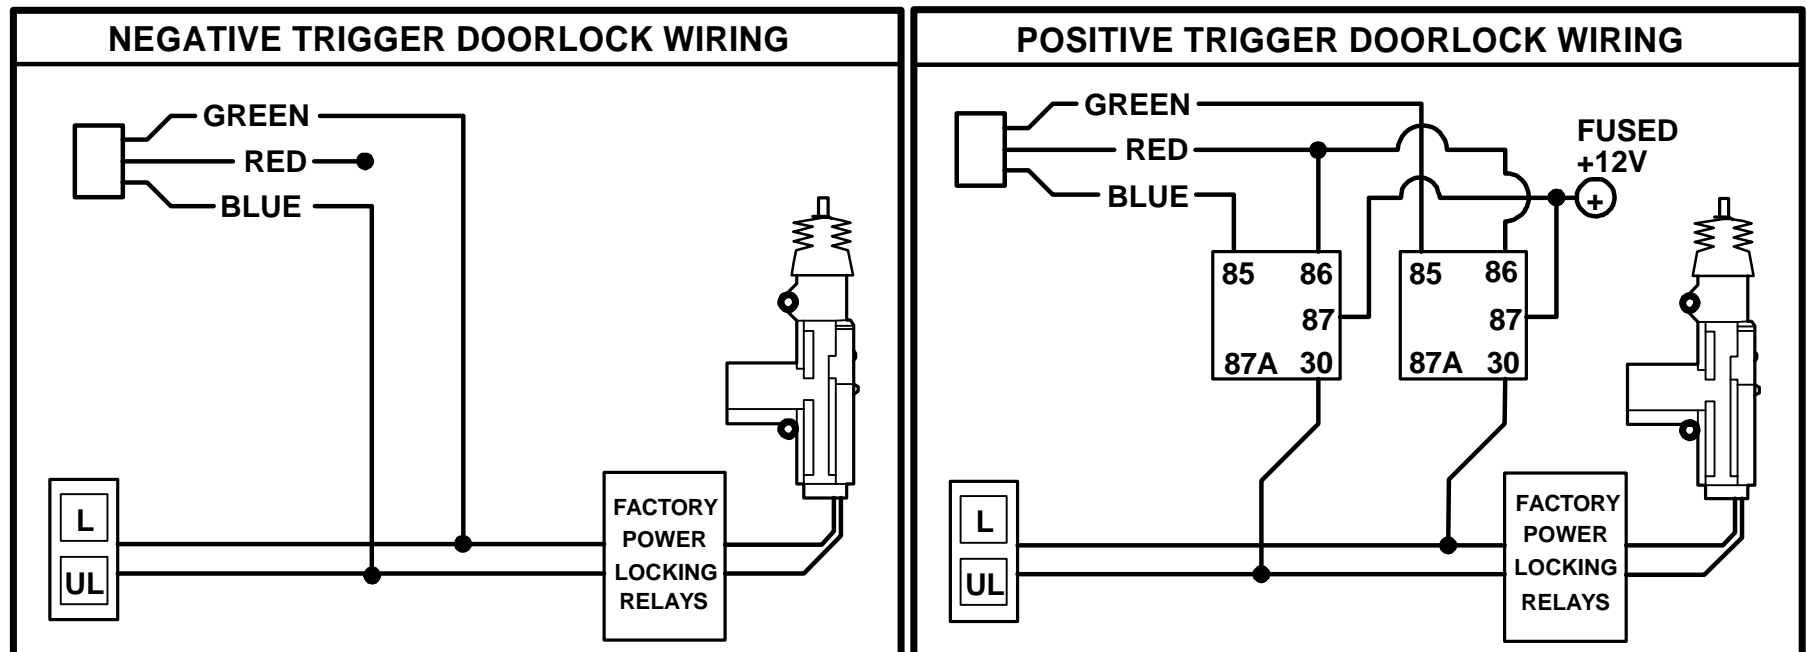 NEGATIVE TRIGGER DOORLOCK WIRING
GREEN
RED
BLUE
L
UL
FACTORY
POWER
LOCKING
RELAYS
POSITIVE TRIGGER DOORLOCK WIRING
GREEN
RED
BLUE
FUSED
+12V
+
85 86
87
87A 30
85 86
87
87A 30
L
UL
FACTORY
POWER
LOCKING
RELAYS